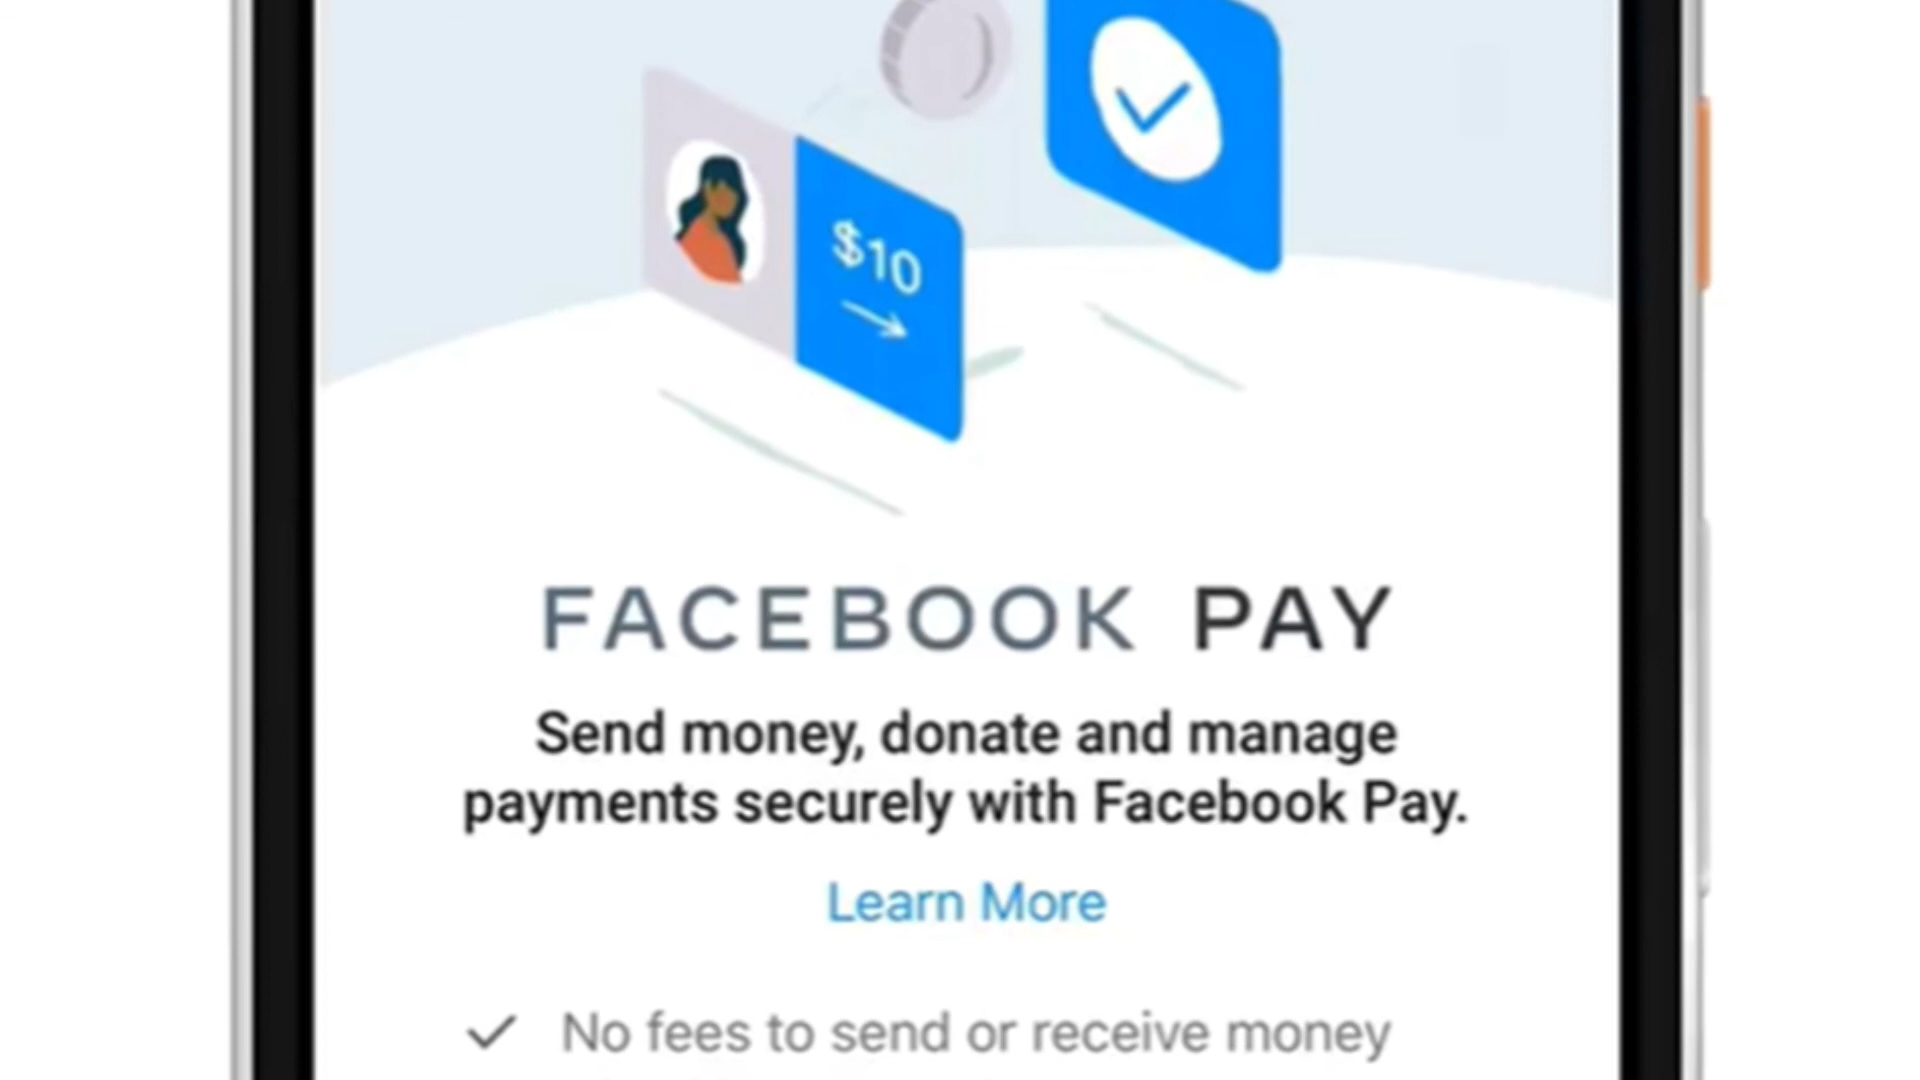 $10
FACEBOOK PAY
Send money, donate and manage
payments securely with Facebook Pay.
Learn More
No fees to send or receive money